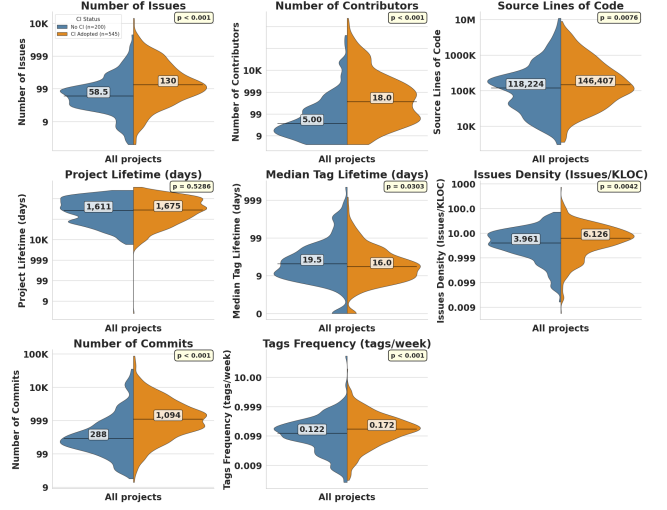 Number of Issues
Number of Issues
10K
999
99
9
CI Status
No CI (n=200)
CI Adopted (n=545)
p < 0.001
58.5
130
All projects
Number of Contributors
Number of Contributors
10K
999
99
9
p < 0.001
5.00
18.0
All projects
Source Lines of Code
Source Lines of Code
10M
1000K
100K
10K
p = 0.0076
118,224
146,407
All projects
Project Lifetime (days)
Project Lifetime (days)
10K
999
99
9
p = 0.5286
1,611
1,675
All projects
Median Tag Lifetime (days)
Median Tag Lifetime (days)
999
99
9
0
p = 0.0303
19.5
16.0
All projects
Issues Density (Issues/KLOC)
Issues Density (Issues/KLOC)
1000
100.0
10.00
0.999
0.099
0.009
p = 0.0042
3.961
6.126
All projects
Number of Commits
Number of Commits
100K
10K
999
99
9
p < 0.001
288
1,094
All projects
Tags Frequency (tags/week)
Tags Frequency (tags/week)
10.00
0.999
0.099
0.009
p < 0.001
0.122
0.172
All projects